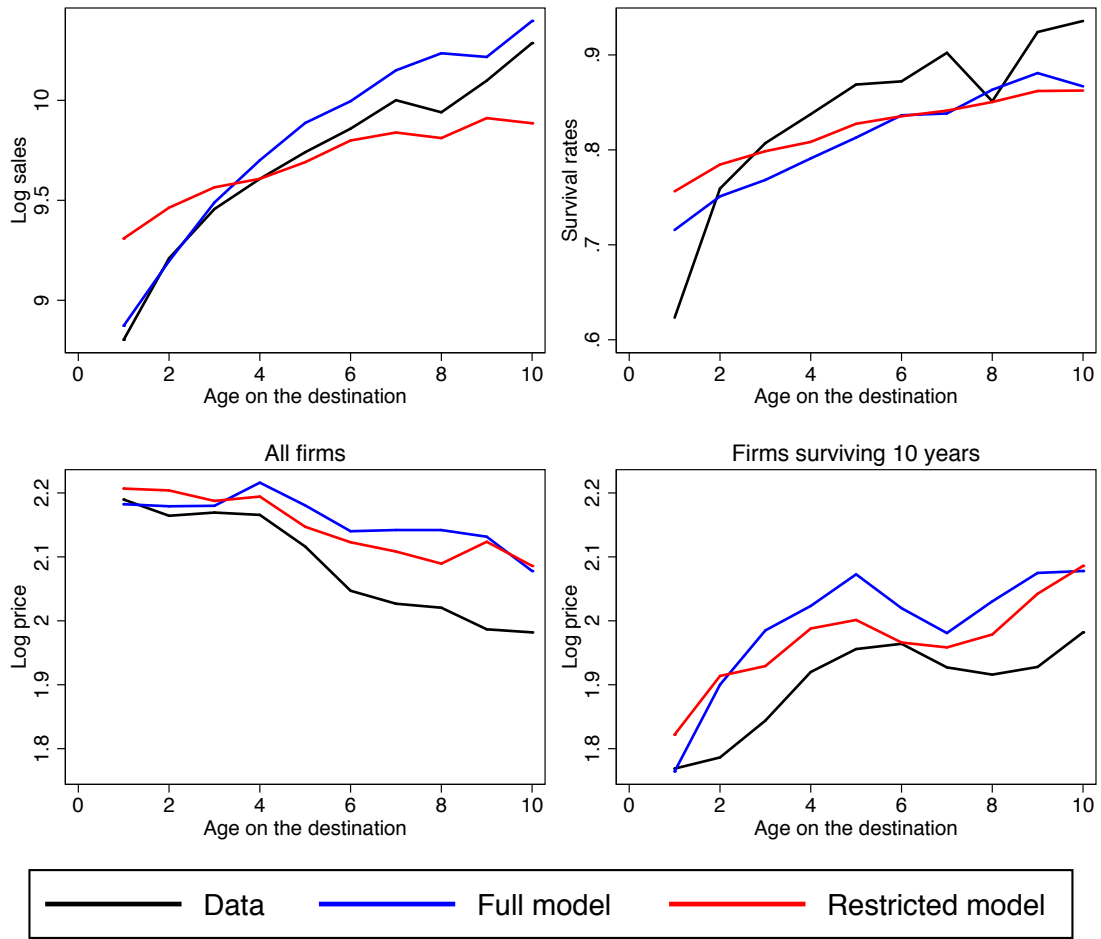 Log sales
10
9.5
9
0 2 4 6 8 10
Age on the destination
Survival rates
.9
.8
.7
.6
0 2 4 6 8 10
Age on the destination
All firms
Log price
2.2
2.1
2
1.9
1.8
0 2 4 6 8 10
Age on the destination
Firms surviving 10 years
Log price
2.2
2.1
2
1.9
1.8
0 2 4 6 8 10
Age on the destination
Data Full model Restricted model